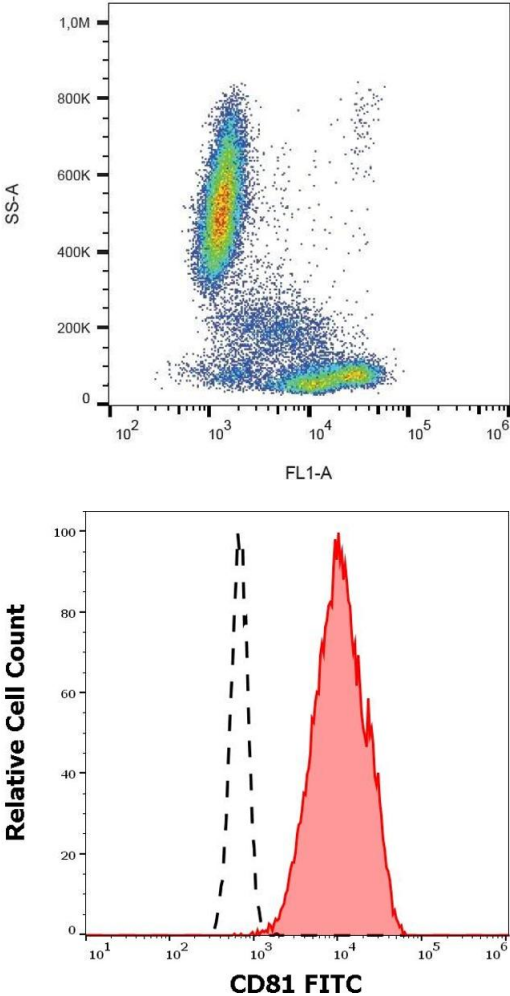 1,0M
800K
600K
400K
200K
0
SS-A
10² 10³ 10⁴ 10⁵ 10⁶
FL1-A
100
80
60
40
20
0
Relative Cell Count
10¹ 10² 10³ 10⁴ 10⁵ 10⁶
CD81 FITC